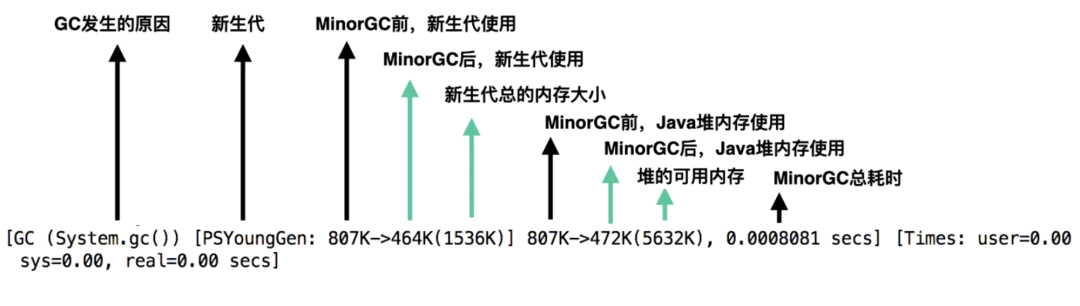 GC发生的原因
新生代
MinorGC前，新生代使用
MinorGC后，新生代使用
新生代总的内存大小
MinorGC前，Java堆内存使用
MinorGC后，Java堆内存使用
堆的可用内存
MinorGC总耗时
[GC (System.gc()) [PSYoungGen: 807K->464K(1536K)] 807K->472K(5632K), 0.0008081 secs] [Times: user=0.00
sys=0.00, real=0.00 secs]